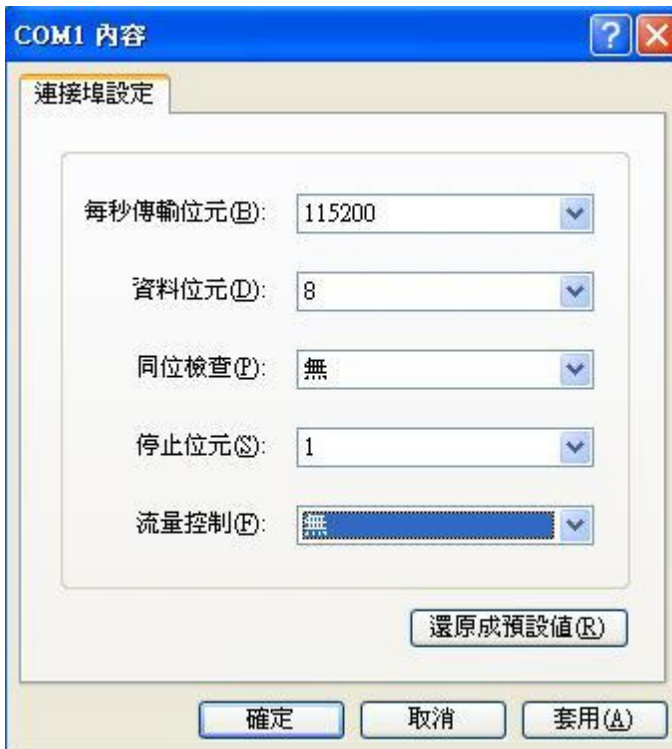 COM1 內容
連接埠設定
每秒傳輸位元(B): 115200
資料位元(D): 8
同位檢查(P): 無
停止位元(S): 1
流量控制(F): 無
還原成預設值(R)
確定 取消 套用(A)